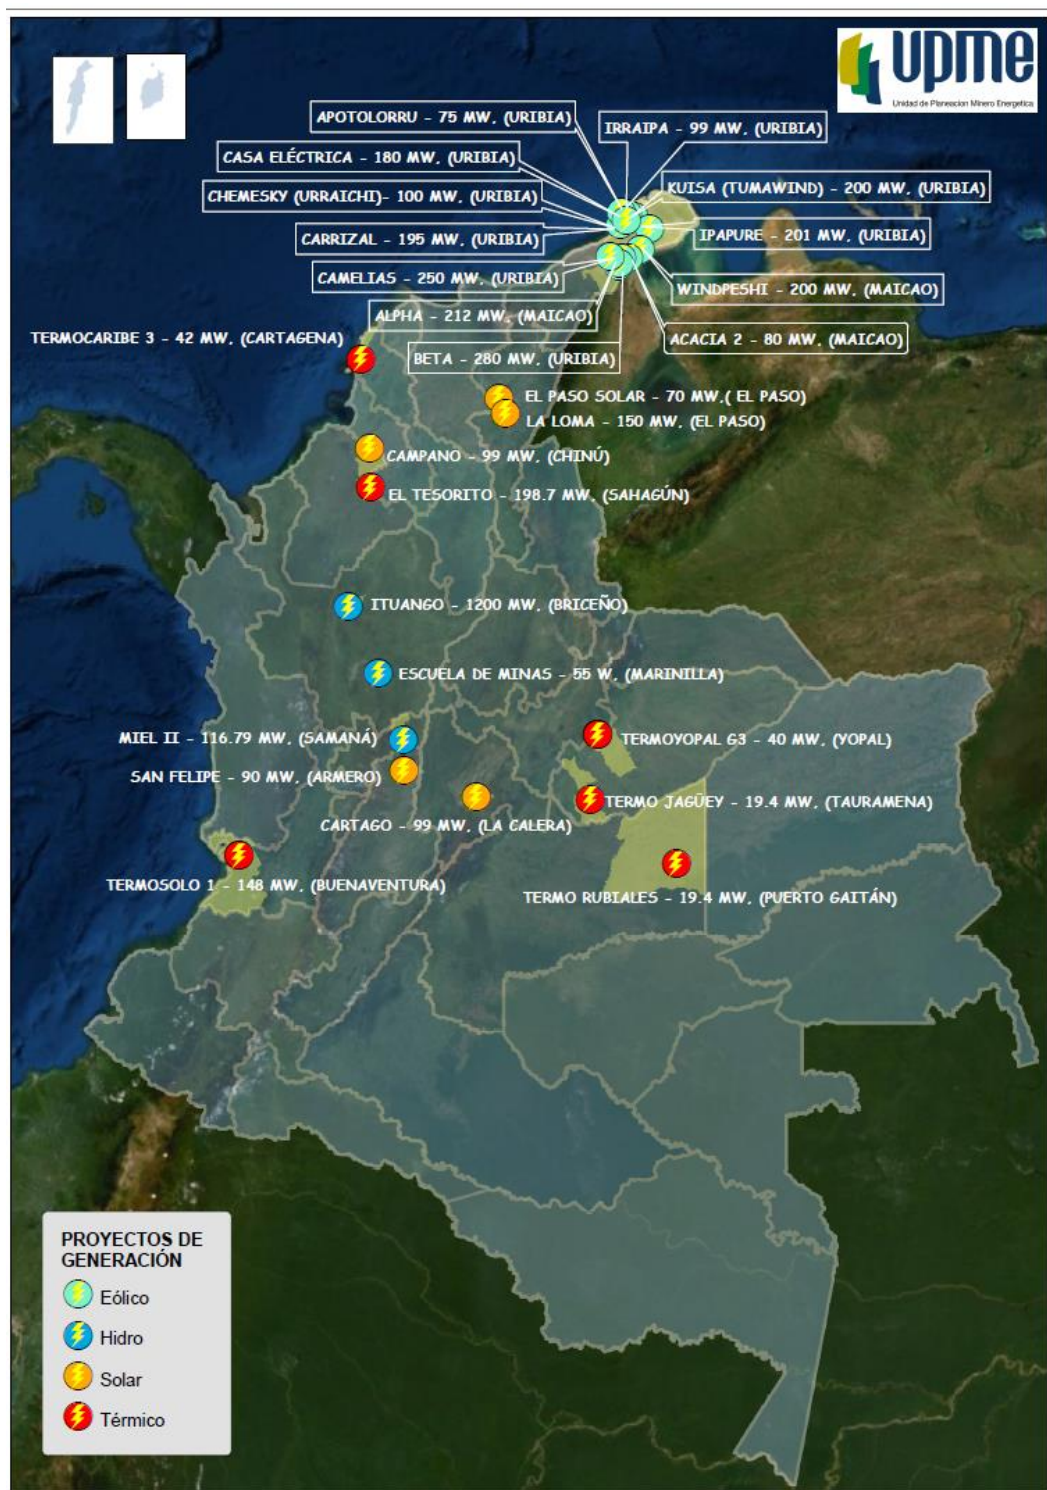 upme
Unidad de Planeacion Minero Energetica
APOTOLORRU - 75 MW, (URIBIA)
IRRAIPA - 99 MW, (URIBIA)
CASA ELÉCTRICA - 180 MW, (URIBIA)
KUISA (TUMAWIND) - 200 MW, (URIBIA)
CHEMESKY (URRAICHI)- 100 MW, (URIBIA)
CARRIZAL - 195 MW, (URIBIA)
IPAPURE - 201 MW, (URIBIA)
CAMELIAS - 250 MW, (URIBIA)
WINDPESHI - 200 MW, (MAICAO)
ALPHA - 212 MW, (MAICAO)
TERMOCARIBE 3 - 42 MW, (CARTAGENA)
ACACIA 2 - 80 MW, (MAICAO)
BETA - 280 MW, (URIBIA)
EL PASO SOLAR - 70 MW,( EL PASO)
LA LOMA - 150 MW, (EL PASO)
CAMPANO - 99 MW, (CHINÚ)
EL TESORITO - 198.7 MW, (SAHAGÚN)
ITUANGO - 1200 MW, (BRICEÑO)
ESCUELA DE MINAS - 55 W, (MARINILLA)
MIEL II - 116.79 MW, (SAMANÁ)
TERMOYOPAL G3 - 40 MW, (YOPAL)
SAN FELIPE - 90 MW, (ARMERO)
TERMO JAGÜEY - 19.4 MW, (TAURAMENA)
CARTAGO - 99 MW, (LA CALERA)
TERMOSOLO 1 - 148 MW, (BUENAVENTURA)
TERMO RUBIALES - 19.4 MW, (PUERTO GAITÁN)
PROYECTOS DE
GENERACIÓN
Eólico
Hidro
Solar
Térmico